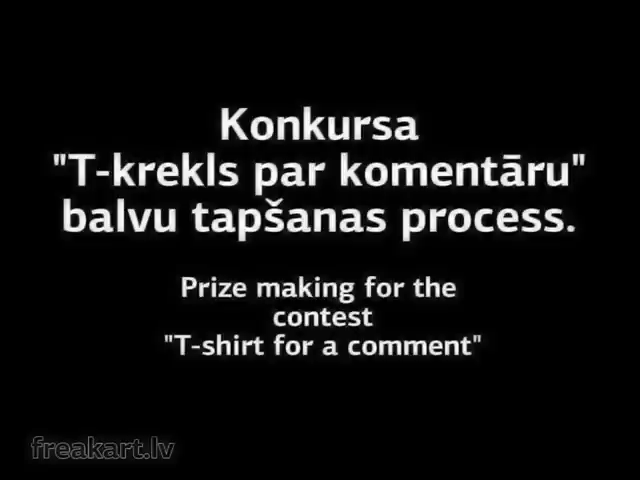 Konkursa
"T-krekls par komentāru"
balvu tapšanas process.
Prize making for the
contest
"T-shirt for a comment"
freakart.lv